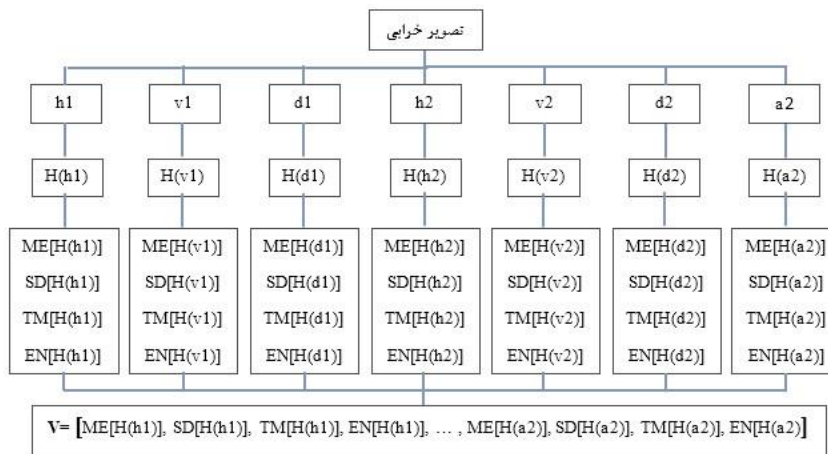 تصویر خرابی
h1 v1 d1 h2 v2 d2 a2
H(h1) H(v1) H(d1) H(h2) H(v2) H(d2) H(a2)
ME[H(h1)] ME[H(v1)] ME[H(d1)] ME[H(h2)] ME[H(v2)] ME[H(d2)] ME[H(a2)]
SD[H(h1)] SD[H(v1)] SD[H(d1)] SD[H(h2)] SD[H(v2)] SD[H(d2)] SD[H(a2)]
TM[H(h1)] TM[H(v1)] TM[H(d1)] TM[H(h2)] TM[H(v2)] TM[H(d2)] TM[H(a2)]
EN[H(h1)] EN[H(v1)] EN[H(d1)] EN[H(h2)] EN[H(v2)] EN[H(d2)] EN[H(a2)]
V= [ME[H(h1)], SD[H(h1)], TM[H(h1)], EN[H(h1)], ... , ME[H(a2)], SD[H(a2)], TM[H(a2)], EN[H(a2)]